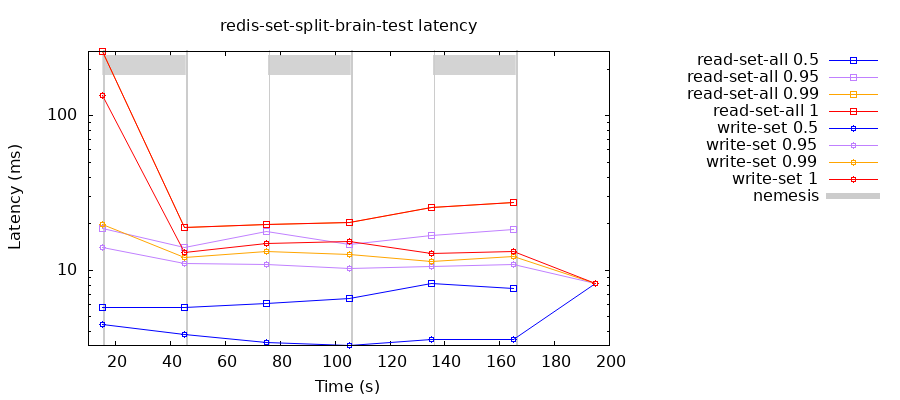 redis-set-split-brain-test latency
Latency (ms)
100
10
20 40 60 80 100 120 140 160 180 200
Time (s)
read-set-all 0.5
read-set-all 0.95
read-set-all 0.99
read-set-all 1
write-set 0.5
write-set 0.95
write-set 0.99
write-set 1
nemesis